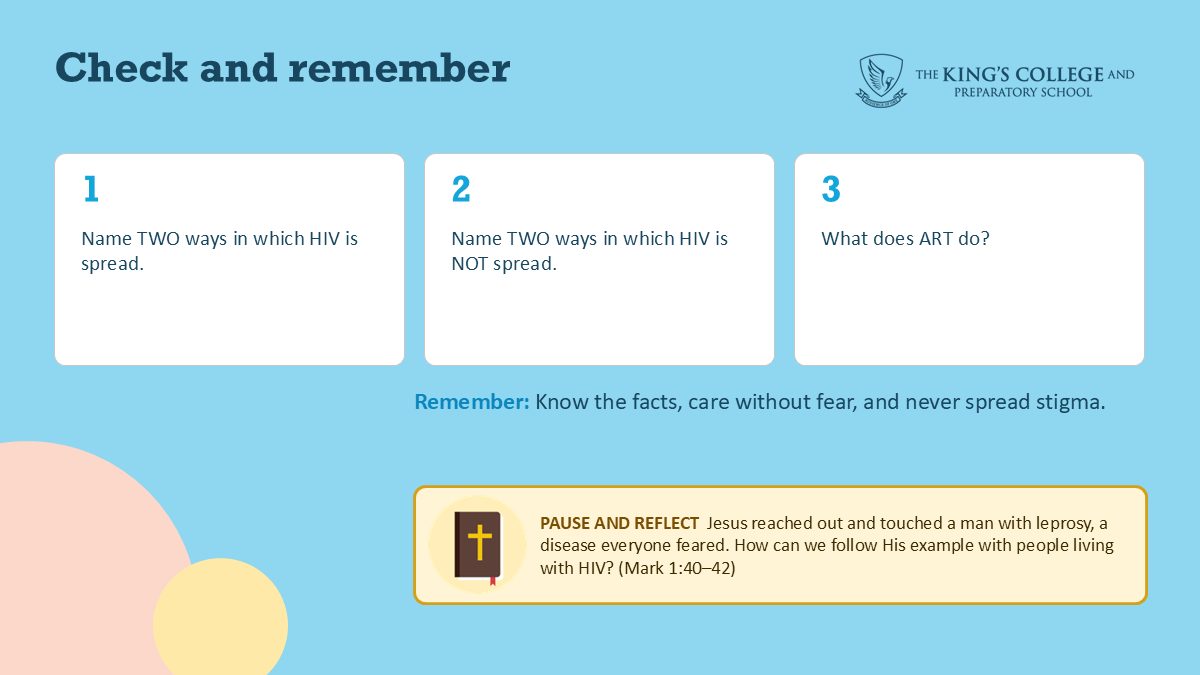 Check and remember
THE KING'S COLLEGE AND
PREPARATORY SCHOOL
1
Name TWO ways in which HIV is
spread.
2
Name TWO ways in which HIV is
NOT spread.
3
What does ART do?
Remember: Know the facts, care without fear, and never spread stigma.
PAUSE AND REFLECT Jesus reached out and touched a man with leprosy, a
disease everyone feared. How can we follow His example with people living
with HIV? (Mark 1:40–42)